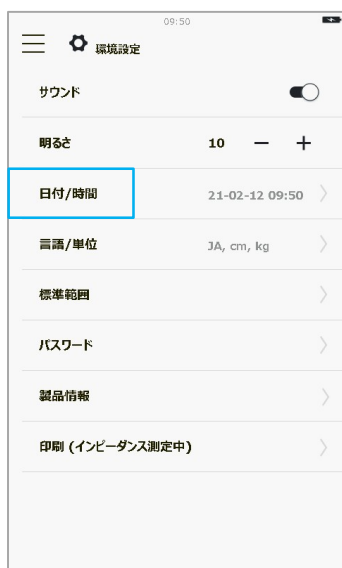 09:50
環境設定
サウンド
明るさ 10 − +
日付/時間 21-02-12 09:50
言語/単位 JA, cm, kg
標準範囲
パスワード
製品情報
印刷 (インピーダンス測定中)